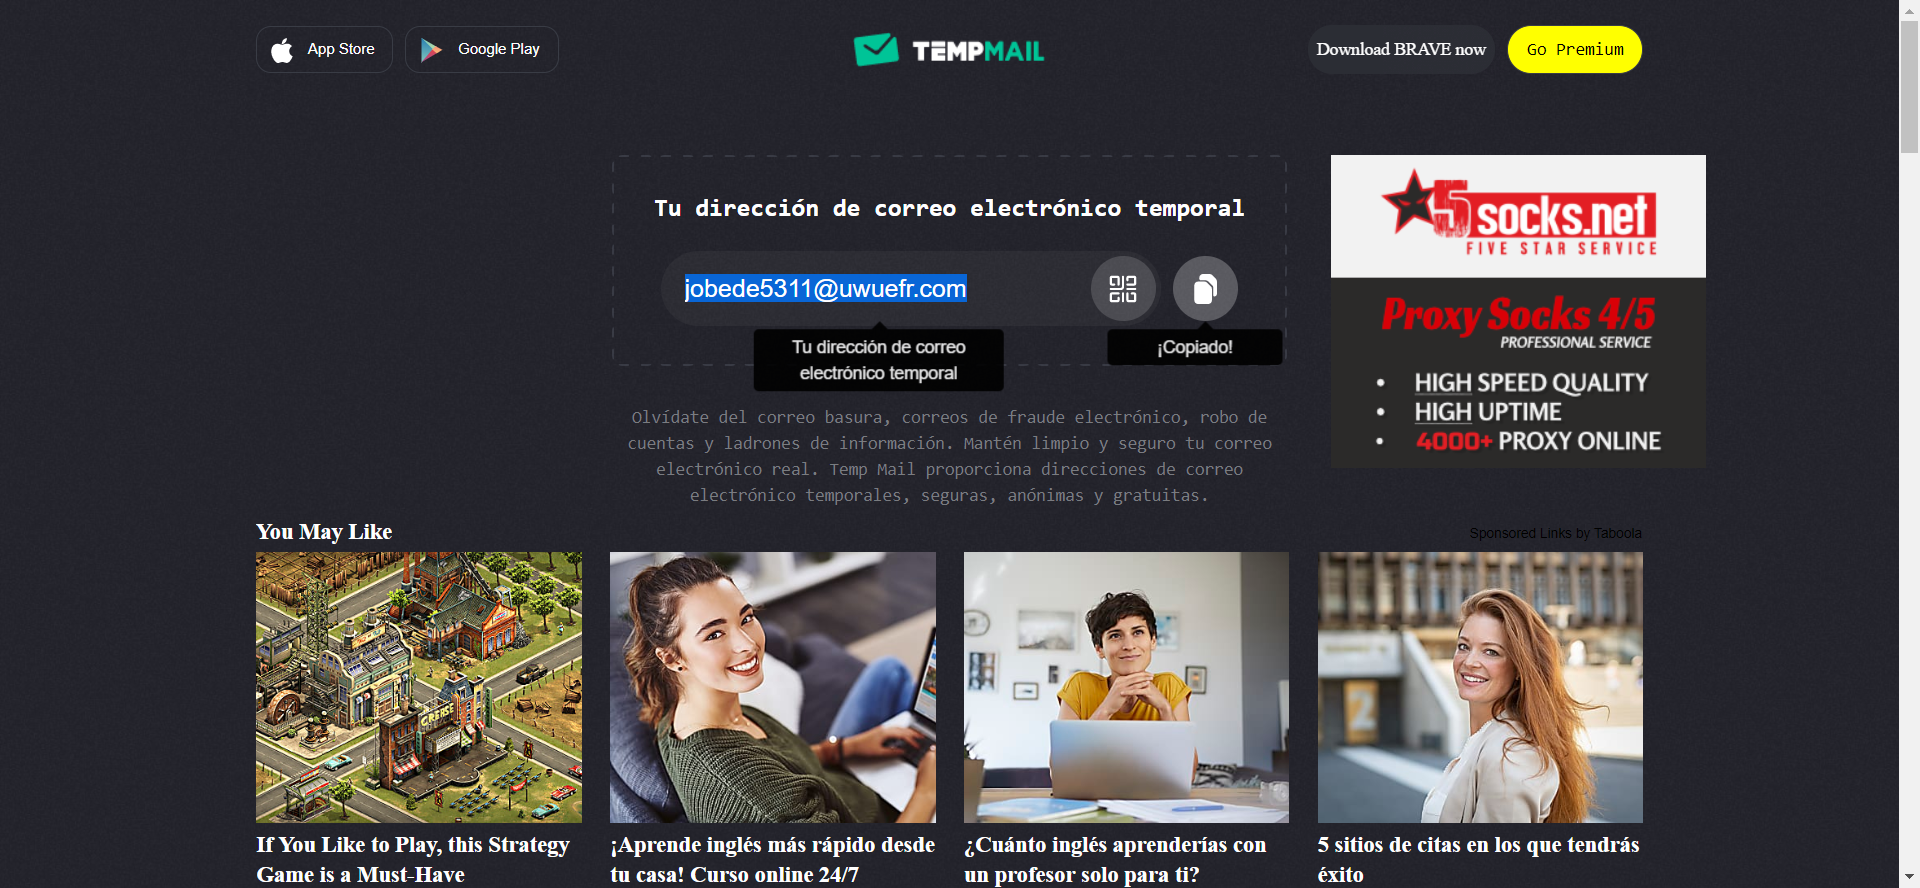 App Store
Google Play
TEMPMAIL
Download BRAVE now
Go Premium
Tu dirección de correo electrónico temporal
jobede5311@uwuefr.com
Tu dirección de correo
electrónico temporal
¡Copiado!
Olvídate del correo basura, correos de fraude electrónico, robo de
cuentas y ladrones de información. Mantén limpio y seguro tu correo
electrónico real. Temp Mail proporciona direcciones de correo
electrónico temporales, seguras, anónimas y gratuitas.
5socks.net
FIVE STAR SERVICE
Proxy Socks 4/5
PROFESSIONAL SERVICE
• HIGH SPEED QUALITY
• HIGH UPTIME
• 4000+ PROXY ONLINE
You May Like
Sponsored Links by Taboola
GREASE
2
If You Like to Play, this Strategy
Game is a Must-Have
¡Aprende inglés más rápido desde
tu casa! Curso online 24/7
¿Cuánto inglés aprenderías con
un profesor solo para ti?
5 sitios de citas en los que tendrás
éxito